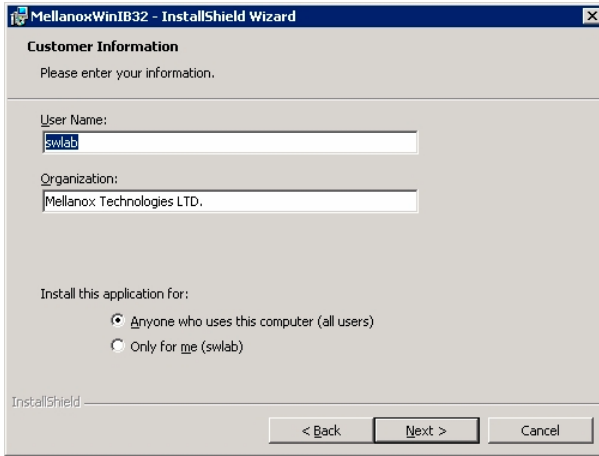 MellanoxWinIB32 - InstallShield Wizard
Customer Information
Please enter your information.
User Name:
swlab
Organization:
Mellanox Technologies LTD.
Install this application for:
Anyone who uses this computer (all users)
Only for me (swlab)
InstallShield
< Back
Next >
Cancel